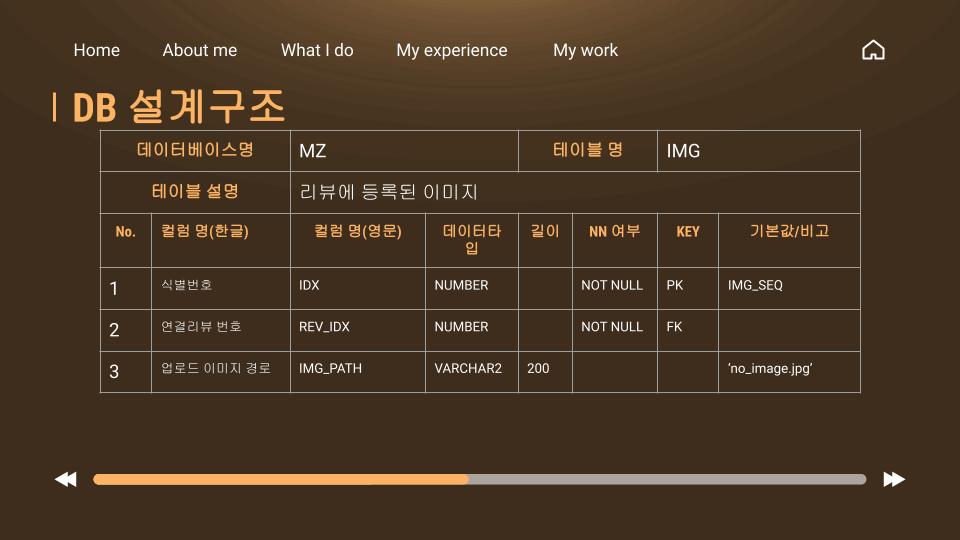 Home About me What I do My experience My work
DB 설계구조
데이터베이스명 MZ 테이블 명 IMG
테이블 설명 리뷰에 등록된 이미지
No. 컬럼 명(한글) 컬럼 명(영문) 데이터타 길이 NN 여부 KEY 기본값/비고
입
1 식별번호 IDX NUMBER NOT NULL PK IMG_SEQ
2 연결리뷰 번호 REV_IDX NUMBER NOT NULL FK
3 업로드 이미지 경로 IMG_PATH VARCHAR2 200 'no_image.jpg'